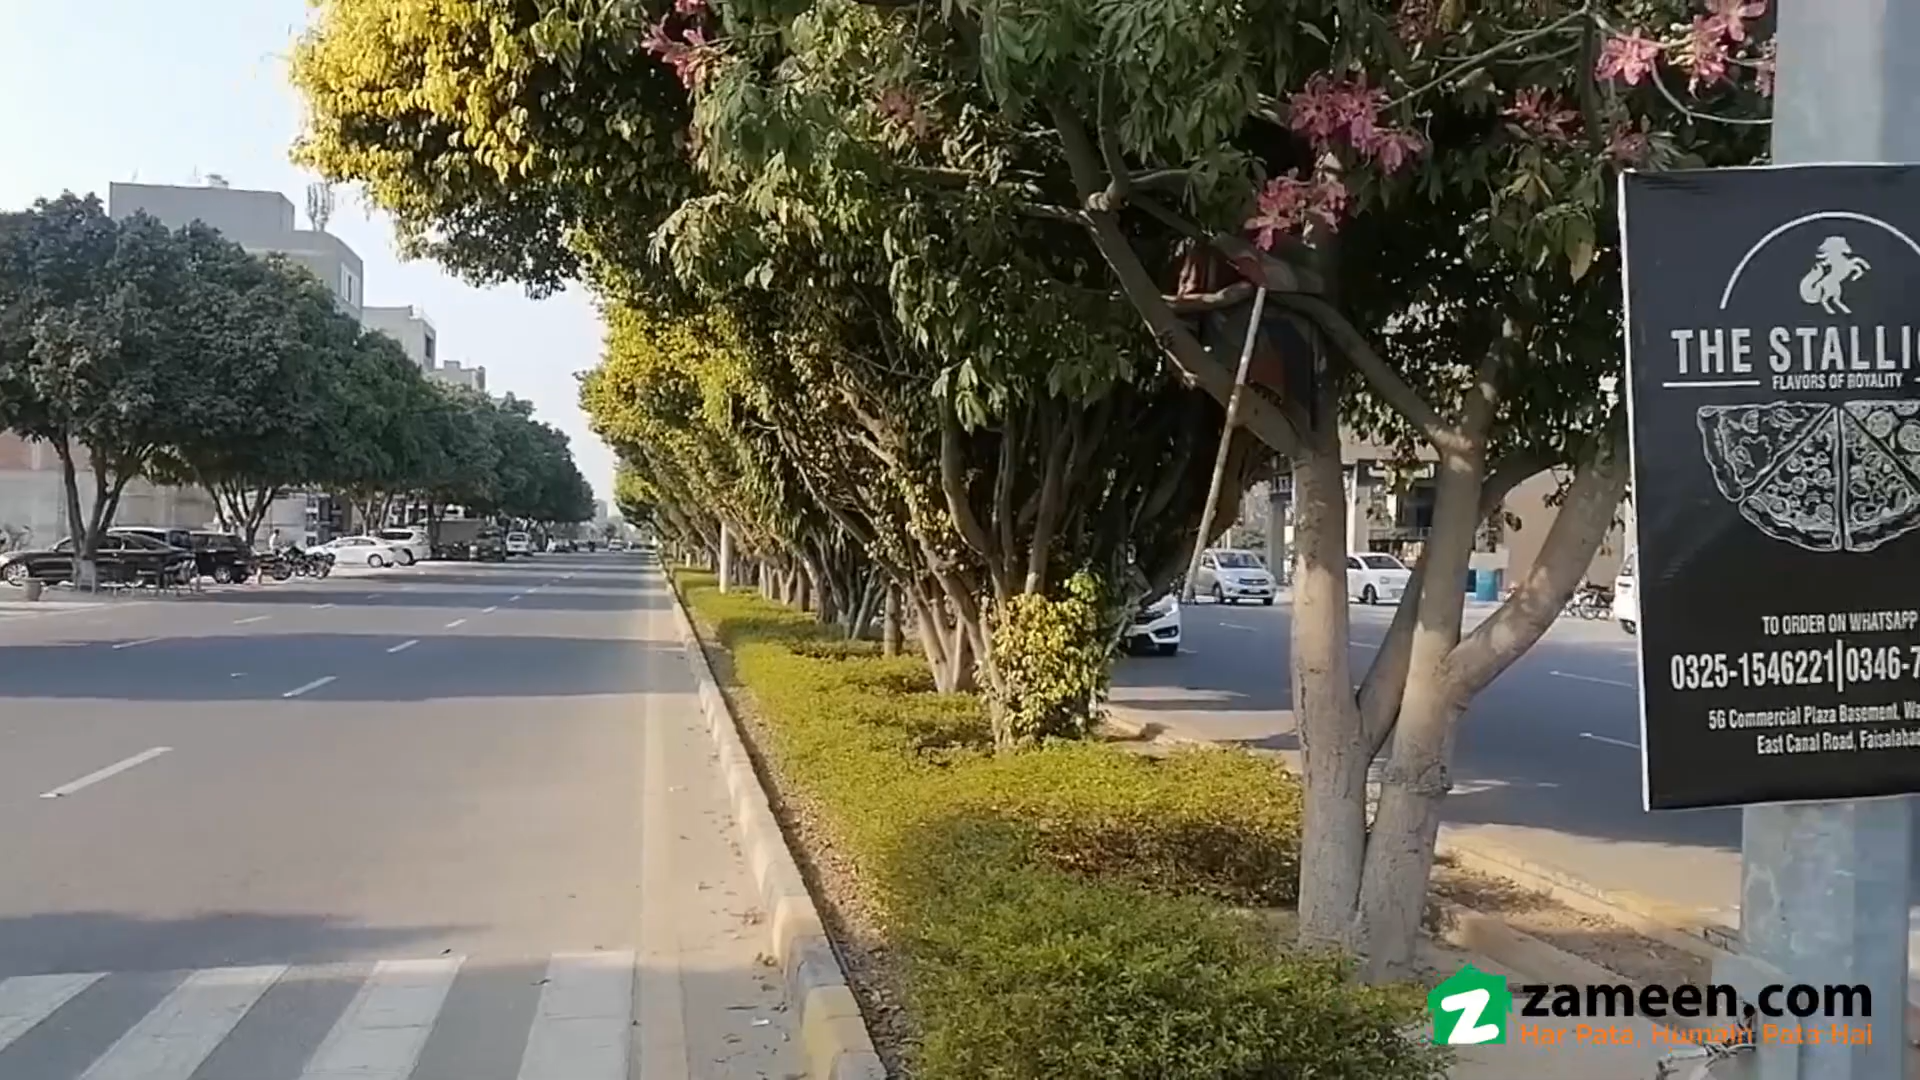 THE STALLIO
FLAVORS OF ROYALITY
TO ORDER ON WHATSAPP
0325-1546221|0346-7
5G Commercial Plaza Basement, Wa
East Canal Road, Faisalabad
zameen.com
Har Pata, Humain Pata Hai